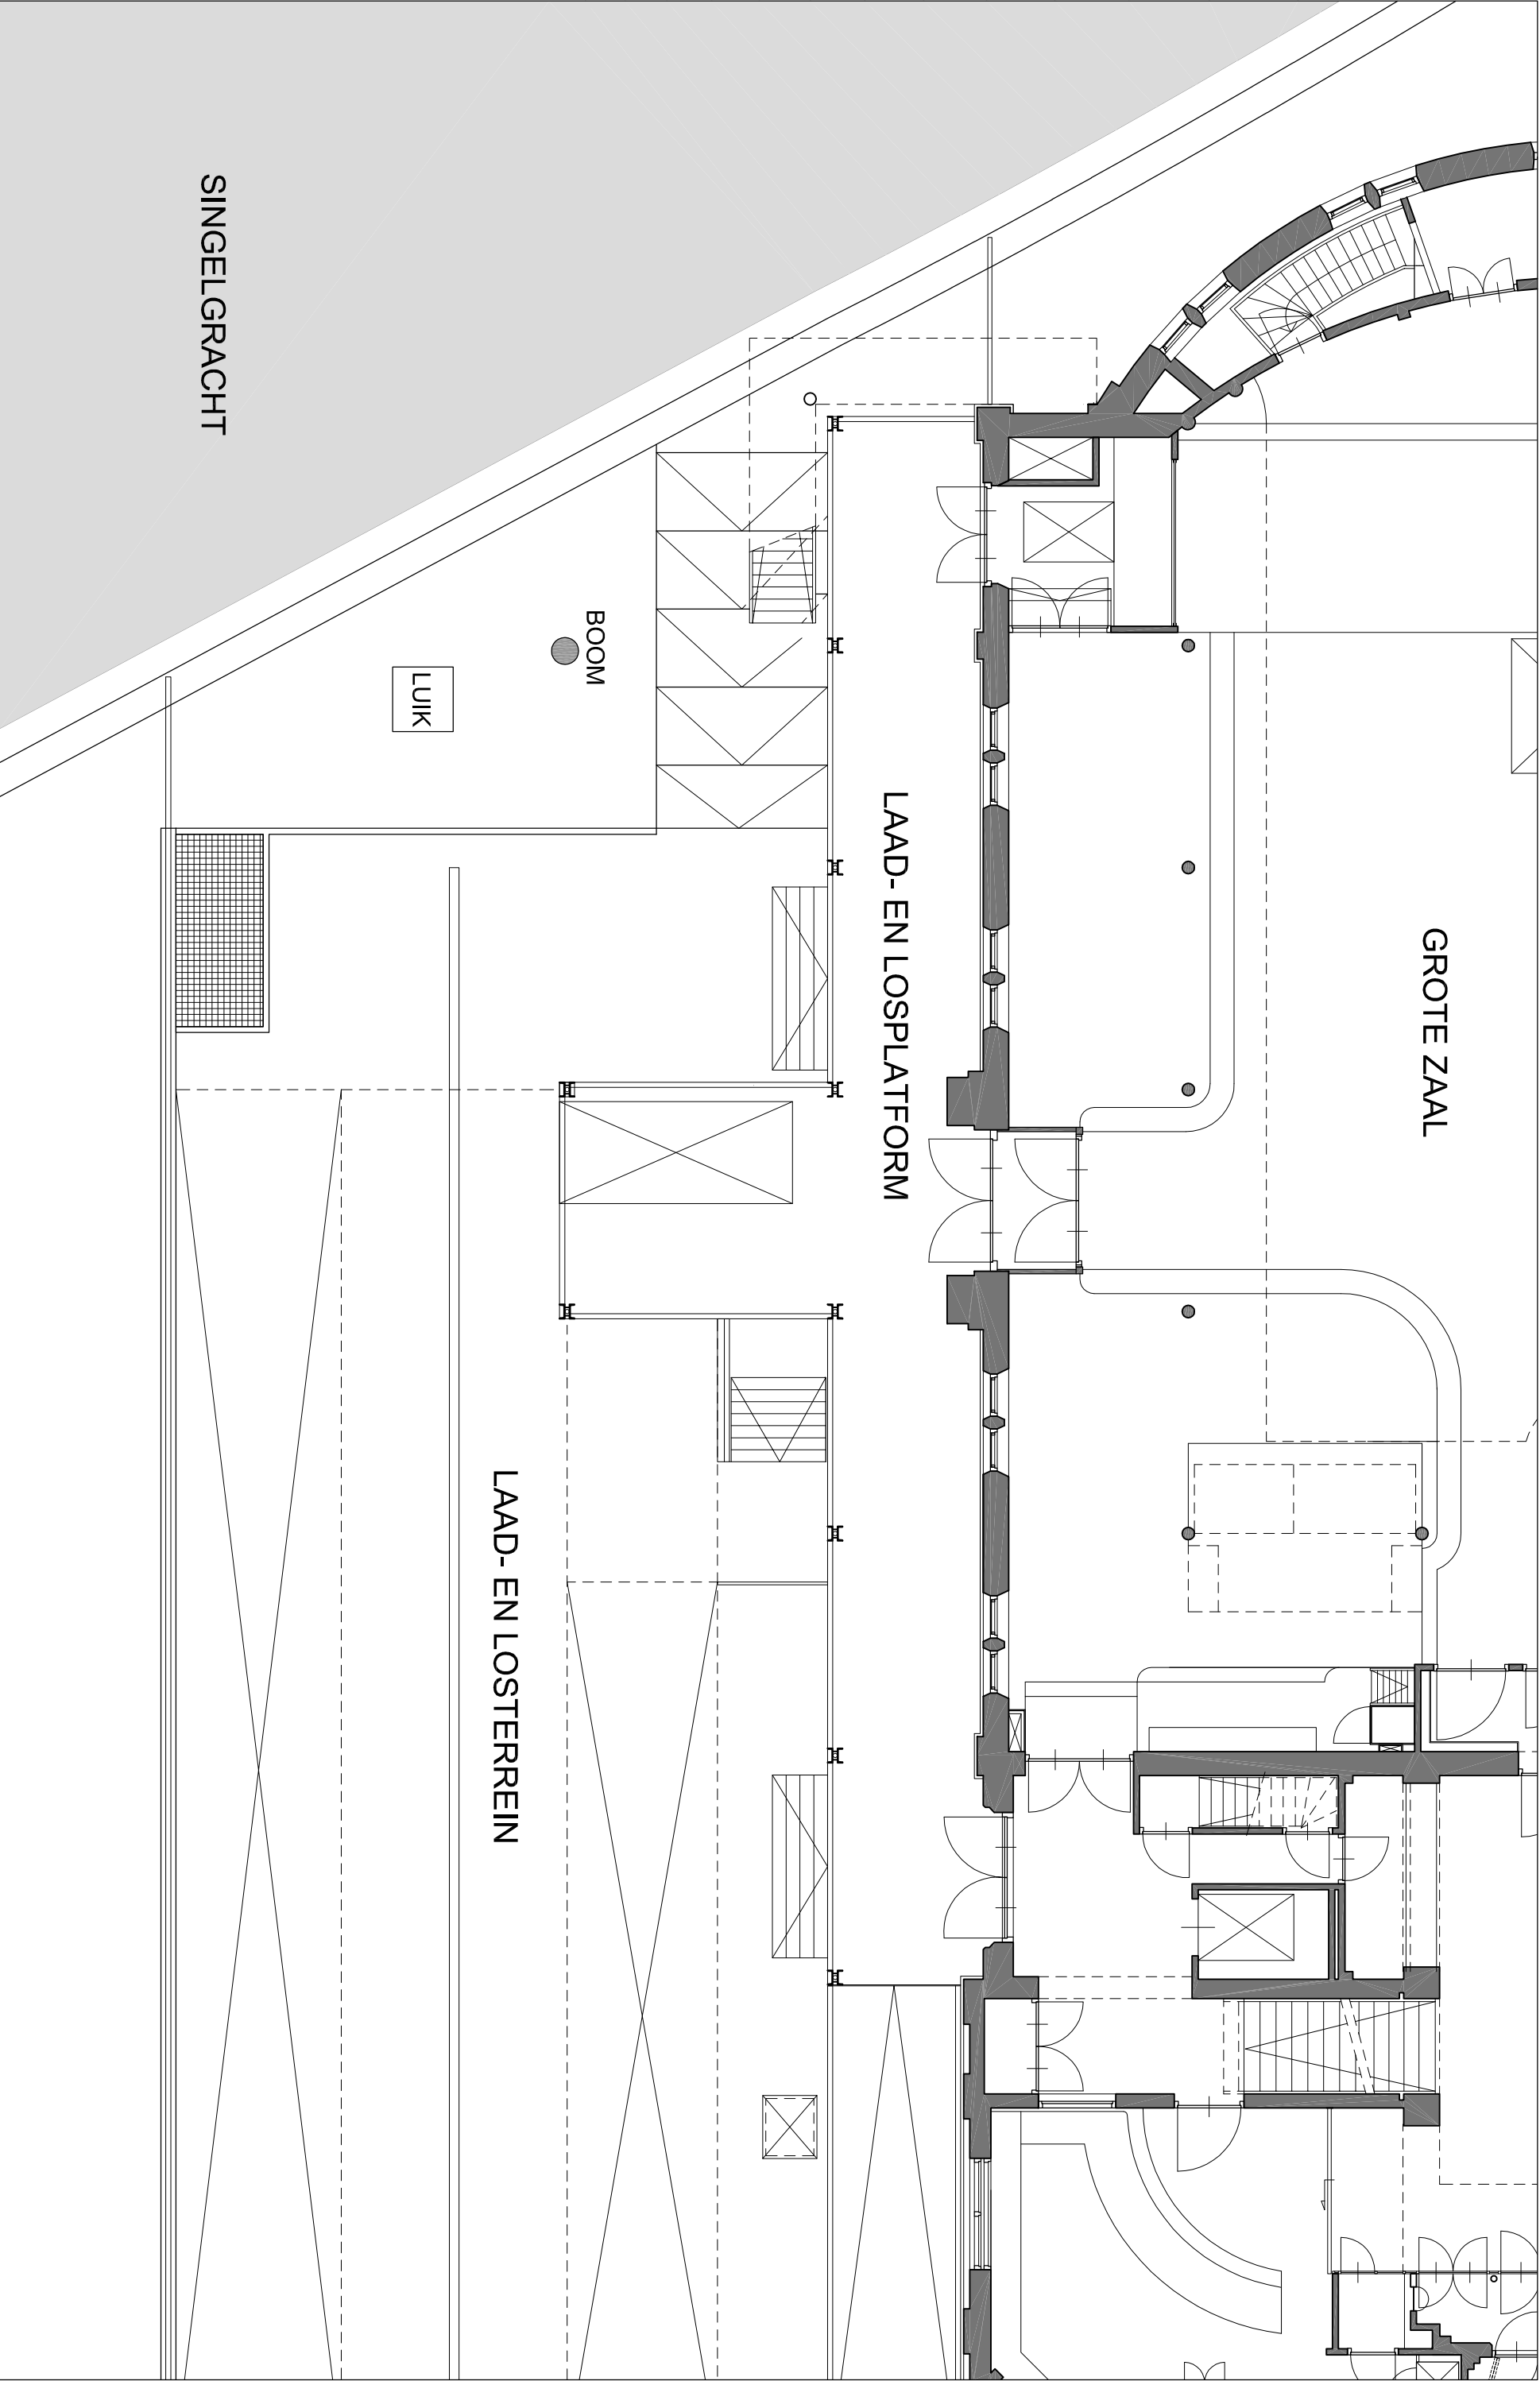 SINGELGRACHT
BOOM
LUIK
LAAD- EN LOSPLATFORM
GROTE ZAAL
LAAD- EN LOSTERREIN